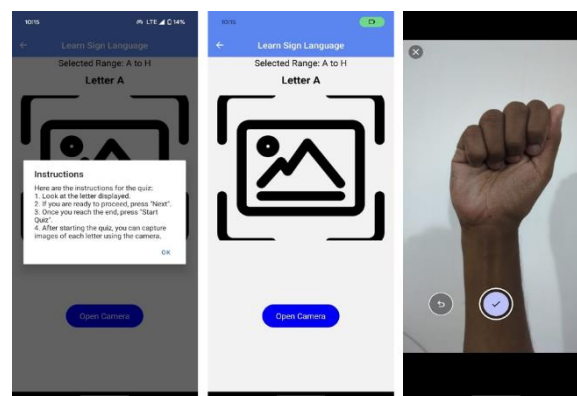 10:15
LTE 14%
Learn Sign Language
Selected Range: A to H
Letter A
Instructions
Here are the instructions for the quiz:
1. Look at the letter displayed.
2. If you are ready to proceed, press "Next".
3. Once you reach the end, press "Start
Quiz".
4. After starting the quiz, you can capture
images of each letter using the camera.
OK
Open Camera
10:15
Learn Sign Language
Selected Range: A to H
Letter A
Open Camera